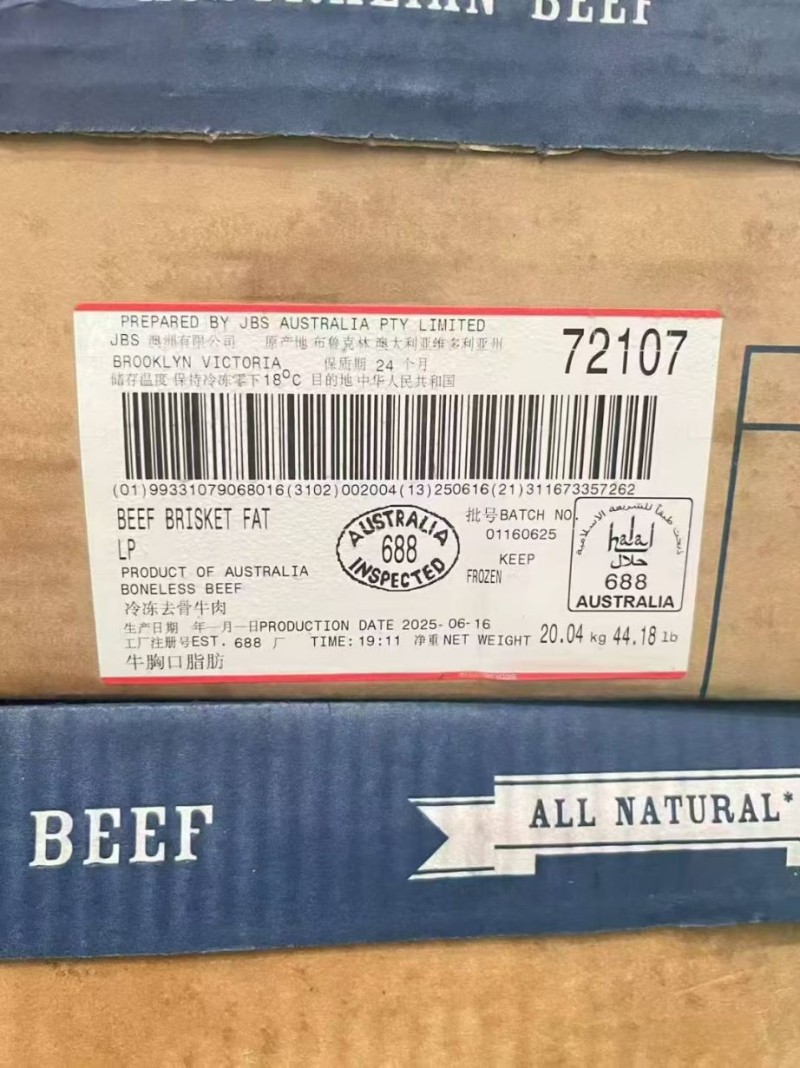 BEEF
PREPARED BY JBS AUSTRALIA PTY LIMITED
JBS 澳洲有限公司 原产地 布鲁克林 澳大利亚维多利亚州
72107
BROOKLYN VICTORIA 保质期 24 个月
储存温度 保持冷冻零下18°C 目的地 中华人民共和国
(01)99331079068016(3102)002004(13)250616(21)311673357262
BEEF BRISKET FAT
LP
PRODUCT OF AUSTRALIA
BONELESS BEEF
冷冻去骨牛肉
AUSTRALIA
688
INSPECTED
批号BATCH NO.
01160625
KEEP
FROZEN
halal
حلال
688
AUSTRALIA
生产日期 年—月—日PRODUCTION DATE 2025-06-16
工厂注册号EST. 688 厂 TIME: 19:11 净重 NET WEIGHT 20.04 kg 44.18 lb
牛胸口脂肪
BEEF
ALL NATURAL*